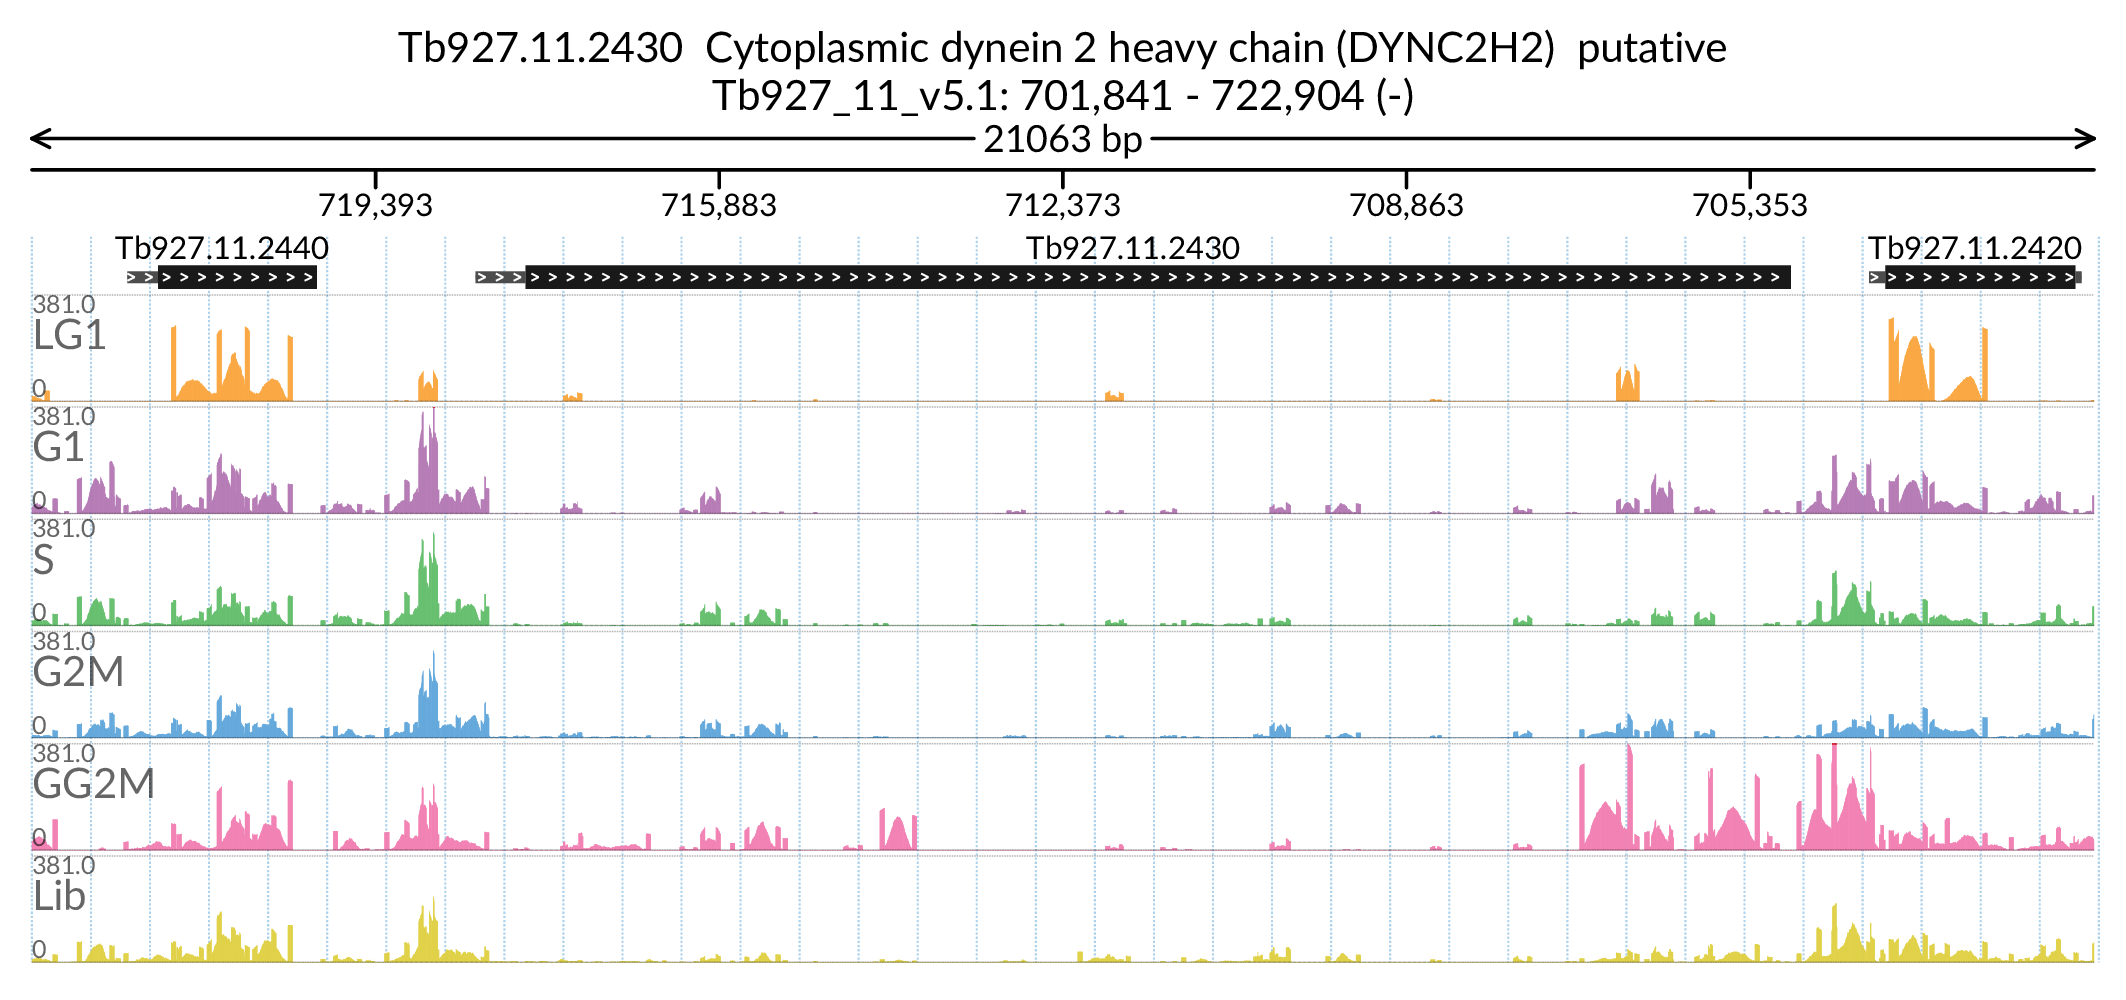 Tb927.11.2430  Cytoplasmic dynein 2 heavy chain (DYNC2H2)  putative
Tb927_11_v5.1: 701,841 - 722,904 (-)
21063 bp
719,393 715,883 712,373 708,863 705,353
Tb927.11.2440 Tb927.11.2430 Tb927.11.2420
381.0
LG1
0
381.0
G1
0
381.0
S
0
381.0
G2M
0
381.0
GG2M
0
381.0
Lib
0